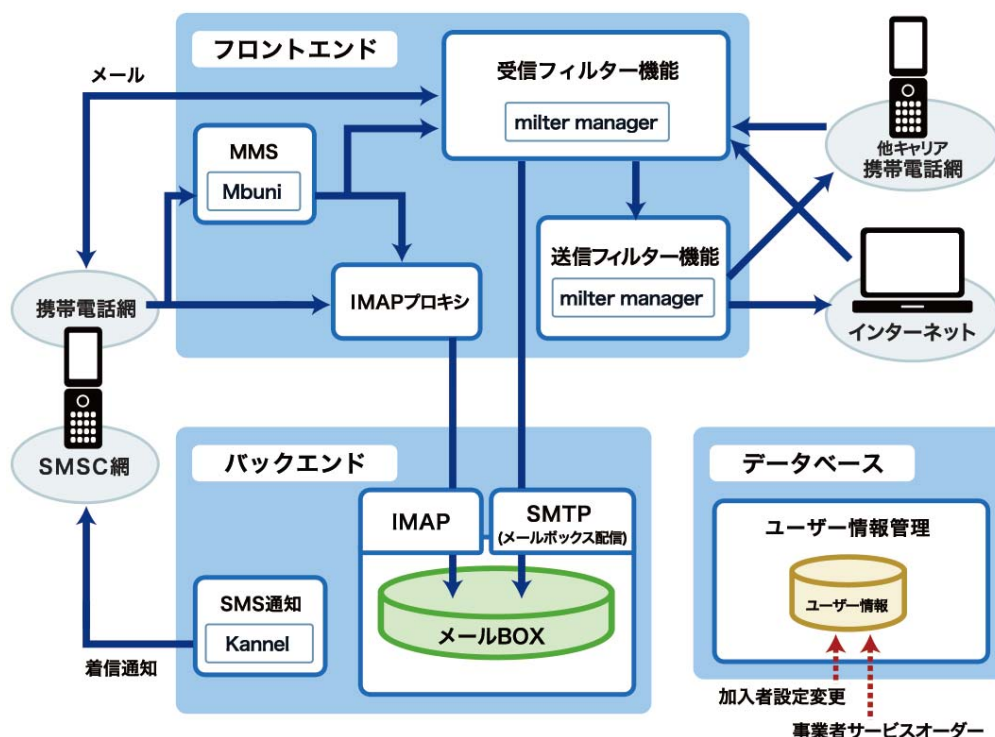 フロントエンド
メール
受信フィルター機能
milter manager
MMS
Mbuni
他キャリア
携帯電話網
送信フィルター機能
milter manager
IMAPプロキシ
携帯電話網
インターネット
SMSC網
バックエンド
IMAP
SMTP
(メールボックス配信)
メールBOX
SMS通知
Kannel
着信通知
データベース
ユーザー情報管理
ユーザー情報
加入者設定変更
事業者サービスオーダー